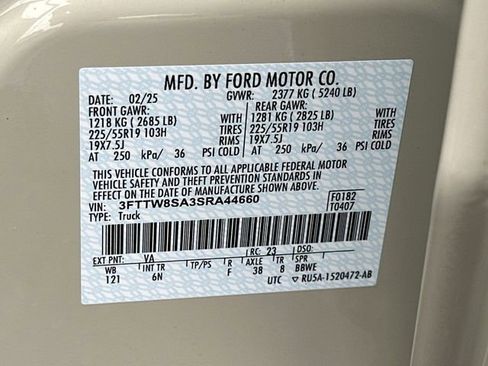 MFD. BY FORD MOTOR CO.
DATE: 02/25 GVWR: 2377 KG ( 5240 LB)
FRONT GAWR: REAR GAWR:
1218 KG ( 2685 LB) WITH 1281 KG ( 2825 LB) WITH
225/55R19 103H TIRES 225/55R19 103H TIRES
19X7.5J RIMS 19X7.5J RIMS
AT 250 kPa/ 36 PSI COLD AT 250 kPa/ 36 PSI COLD
THIS VEHICLE CONFORMS TO ALL APPLICABLE FEDERAL MOTOR
VEHICLE SAFETY AND THEFT PREVENTION STANDARDS IN
EFFECT ON THE DATE OF MANUFACTURE SHOWN ABOVE.
VIN: 3FTTW8SA3SRA44660 F0182
TYPE: Truck T0407
EXT PNT: VA RC: 23 DSO:
WB INT TR TP/PS R AXLE TR SPR
121 6N F 38 8 BBWE
UTC ▽ RU5A-1520472-AB